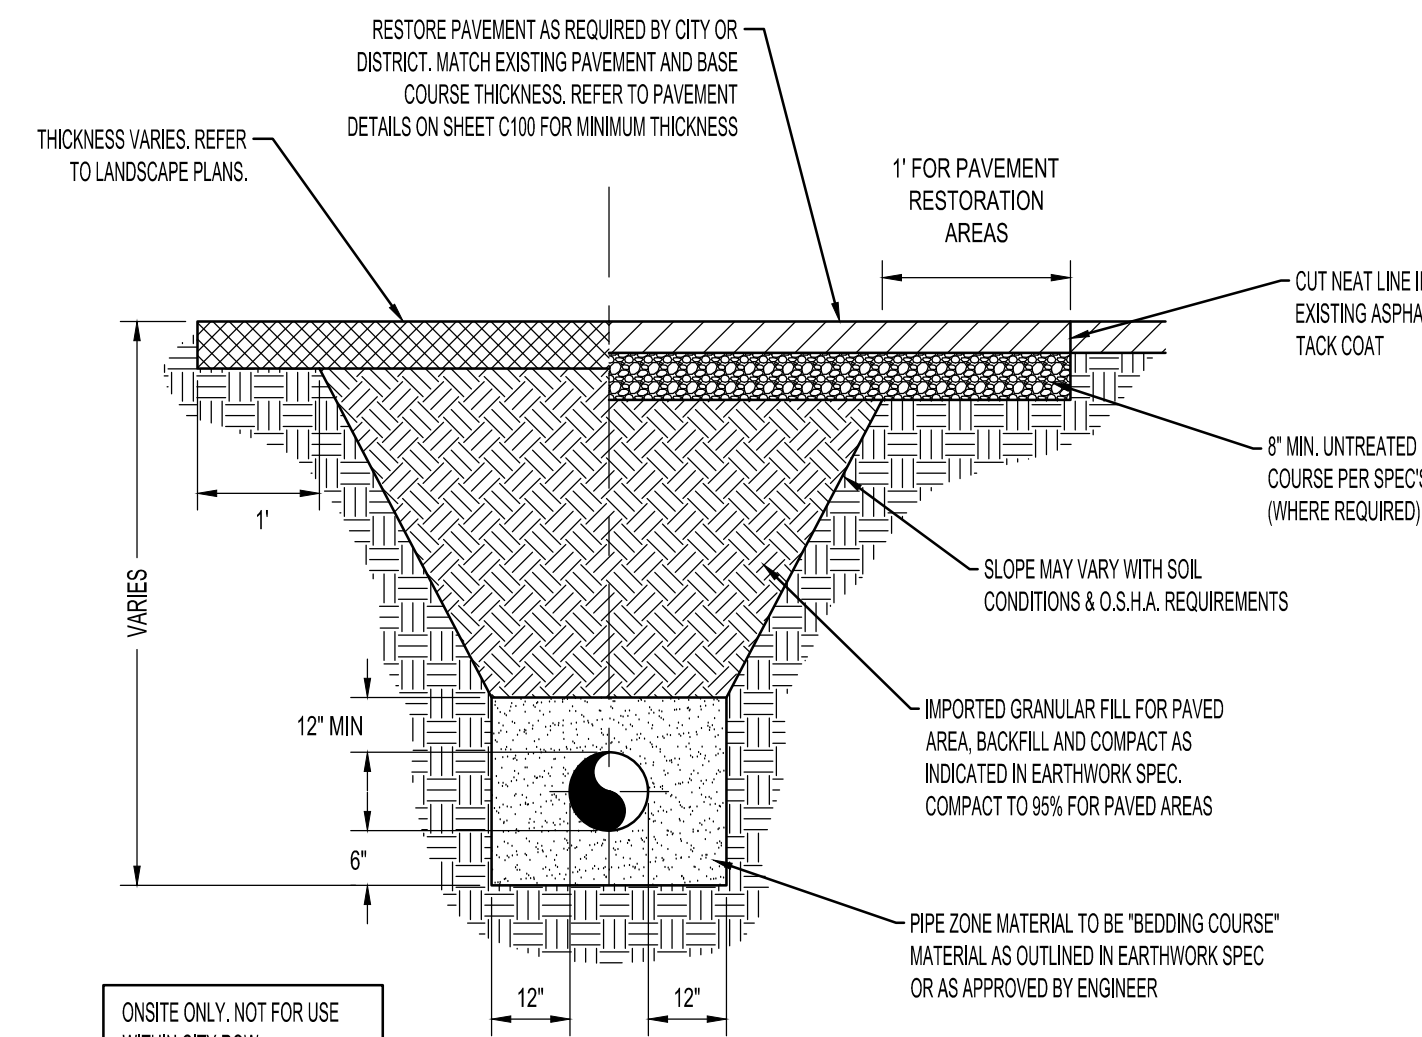 RESTORE PAVEMENT AS REQUIRED BY CITY OR
DISTRICT. MATCH EXISTING PAVEMENT AND BASE
COURSE THICKNESS. REFER TO PAVEMENT
DETAILS ON SHEET C100 FOR MINIMUM THICKNESS
THICKNESS VARIES. REFER
TO LANDSCAPE PLANS.
1' FOR PAVEMENT
RESTORATION
AREAS
CUT NEAT LINE
EXISTING
TACK COAT
8" MIN. UNTREATED
COURSE PER SPEC'S
(WHERE REQUIRED)
1'
VARIES
SLOPE MAY VARY WITH SOIL
CONDITIONS & O.S.H.A. REQUIREMENTS
12" MIN
IMPORTED GRANULAR FILL FOR PAVED
AREA, BACKFILL AND COMPACT AS
INDICATED IN EARTHWORK SPEC.
COMPACT TO 95% FOR PAVED AREAS
6"
PIPE ZONE MATERIAL TO BE "BEDDING COURSE"
MATERIAL AS OUTLINED IN EARTHWORK SPEC
OR AS APPROVED BY ENGINEER
12"
12"
ONSITE ONLY. NOT FOR USE